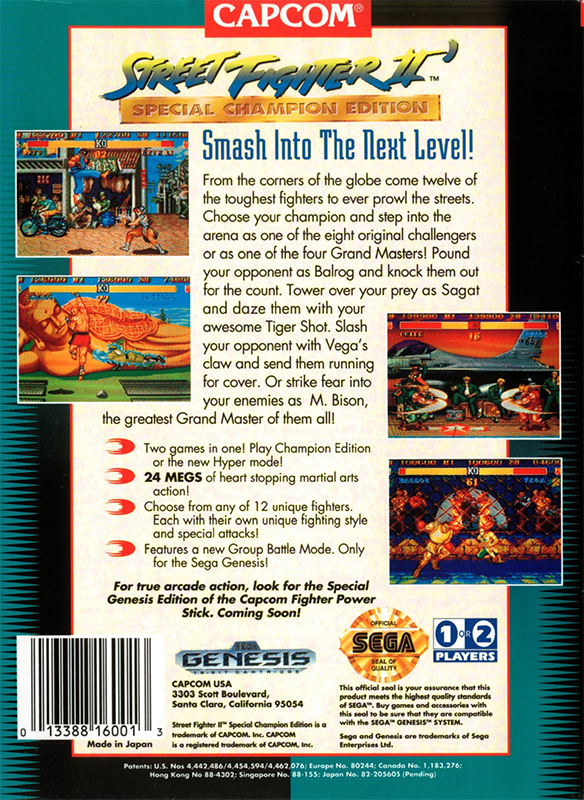 CAPCOM®
STREET FIGHTER II'™
SPECIAL CHAMPION EDITION
Smash Into The Next Level!
From the corners of the globe come twelve of
the toughest fighters to ever prowl the streets.
Choose your champion and step into the
arena as one of the eight original challengers
or as one of the four Grand Masters! Pound
your opponent as Balrog and knock them out
for the count. Tower over your prey as Sagat
and daze them with your
awesome Tiger Shot. Slash
your opponent with Vega's
claw and send them running
for cover. Or strike fear into
your enemies as M. Bison,
the greatest Grand Master of them all!
Two games in one! Play Champion Edition
or the new Hyper mode!
24 MEGS of heart stopping martial arts
action!
Choose from any of 12 unique fighters.
Each with their own unique fighting style
and special attacks!
Features a new Group Battle Mode. Only
for the Sega Genesis!
For true arcade action, look for the Special
Genesis Edition of the Capcom Fighter Power
Stick. Coming Soon!
KO
KO
KO
16
KO
61
GENESIS
16-BIT CARTRIDGE
CAPCOM USA
3303 Scott Boulevard,
Santa Clara, California 95054
Street Fighter II™ Special Champion Edition is a
trademark of CAPCOM, Inc. CAPCOM
is a registered trademark of CAPCOM, Inc.
OFFICIAL
SEGA
SEAL OF
QUALITY
1 OR 2
PLAYERS
This official seal is your assurance that this
product meets the highest quality standards
of SEGA™. Buy games and accessories with
this seal to be sure that they are compatible
with the SEGA™ GENESIS™ SYSTEM.
Sega and Genesis are trademarks of Sega
Enterprises Ltd.
0 13388 16001 3
Made in Japan
Patents: U.S. Nos 4,442,486/4,454,594/4,462,076; Europe No. 80244; Canada No. 1,183,276;
Hong Kong No 88-4302; Singapore No. 88-155; Japan No. 82-205605 (Pending)